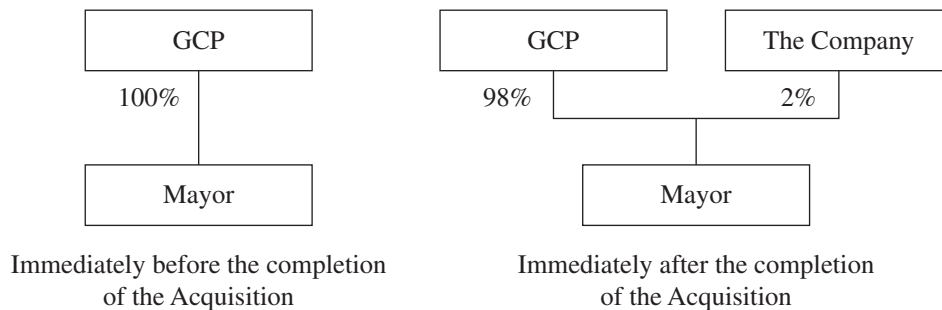 GCP
100%
Mayor
Immediately before the completion
of the Acquisition
GCP
The Company
98%
2%
Mayor
Immediately after the completion
of the Acquisition